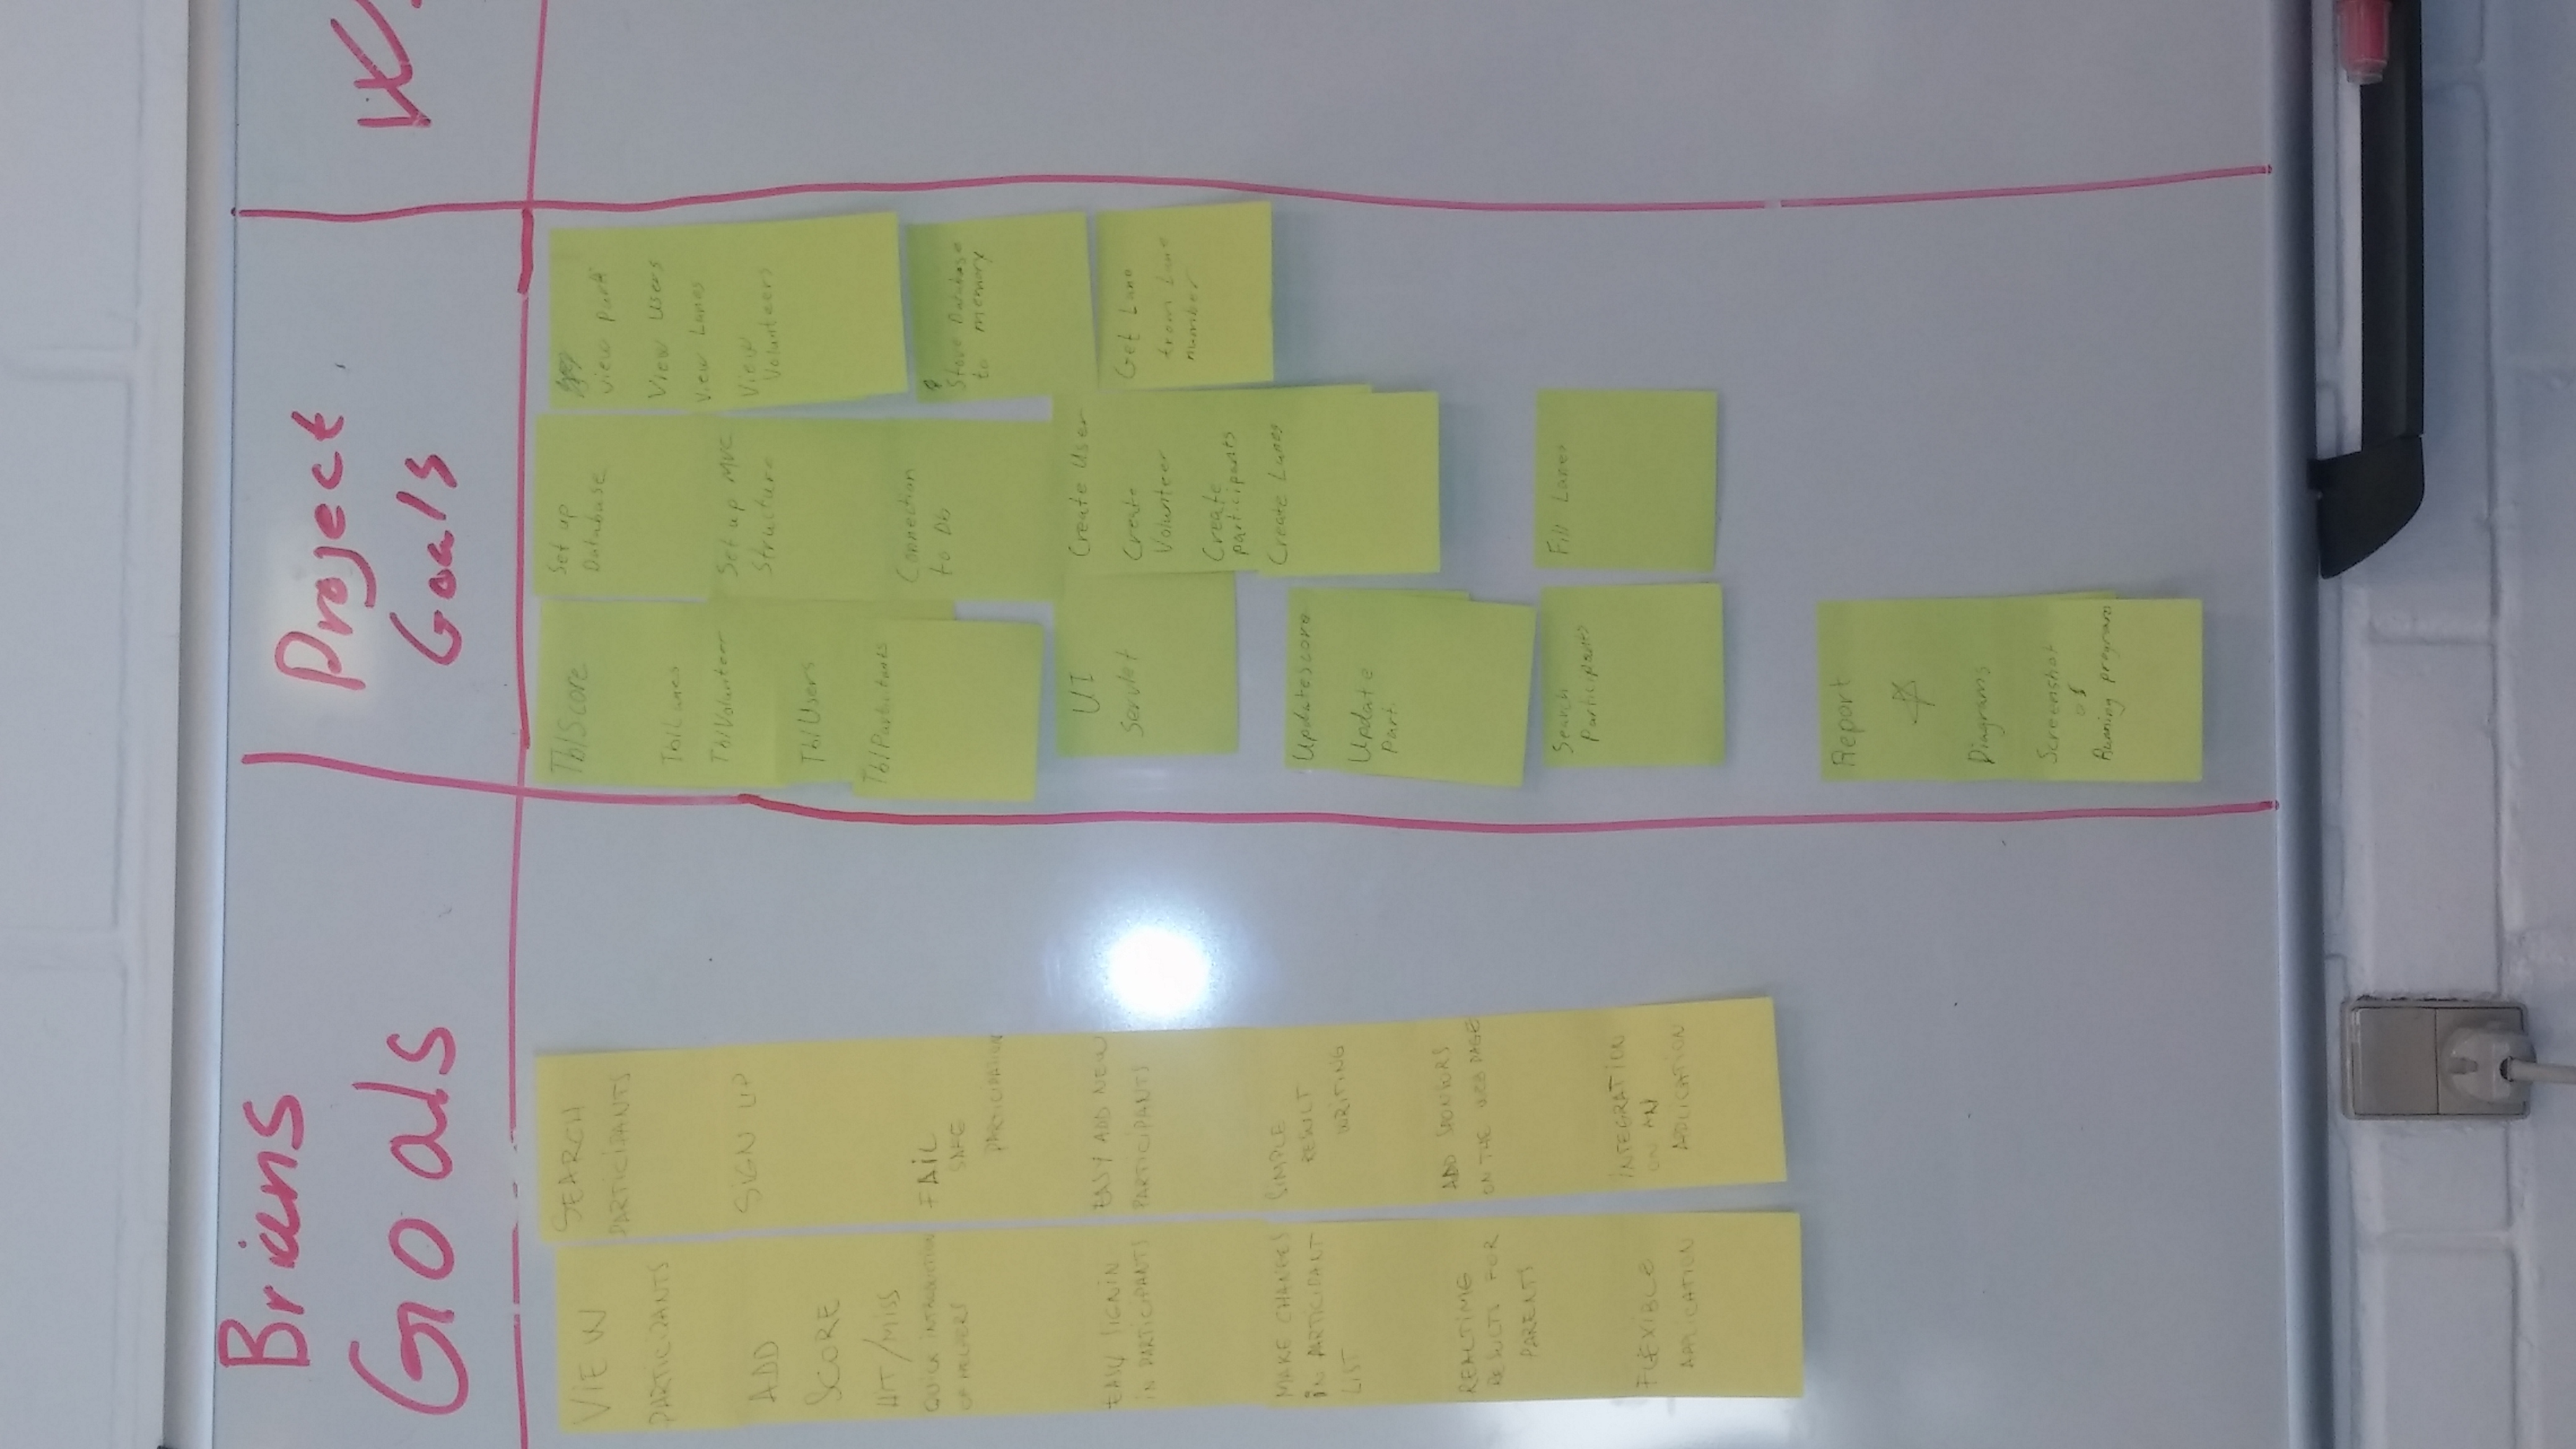 Brians
Goals
VIEW
PARTICIPANTS
ADD
SCORE
HIT/MISS
QUICK INTRODUCTION
OF HELPERS
EASY SIGNIN
IN PARTICIPANTS
MAKE CHANGES
IN PARTICIPANT
LIST
REALTIME
RESULTS FOR
PARENTS
FLEXIBLE
APPLICATION
SEARCH
PARTICIPANTS
SIGN UP
FAIL
SAFE
PARTICIPATION
EASY ADD NEW
PARTICIPANTS
SIMPLE
RESULT
WRITING
ADD SPONSORS
ON THE WEB PAGE
INTEGRATION
ON AN
APPLICATION
Project
Goals
TblScore
TblLanes
TblVolunteer
TblUsers
TblParticitants
UI
Servlet
Updatescore
Update
Part.
Search
Participants
Report
Diagrams
Screenshot
of
Running program
Set up
Database
Set up MVC
Structure
Connection
to Db
Create User
Create
Volunteer
Create
participants
Create Lanes
Fill Lanes
view part
View Users
View Lanes
View
Volunteers
Store Database
to memory
Get Lane
from Lane
number